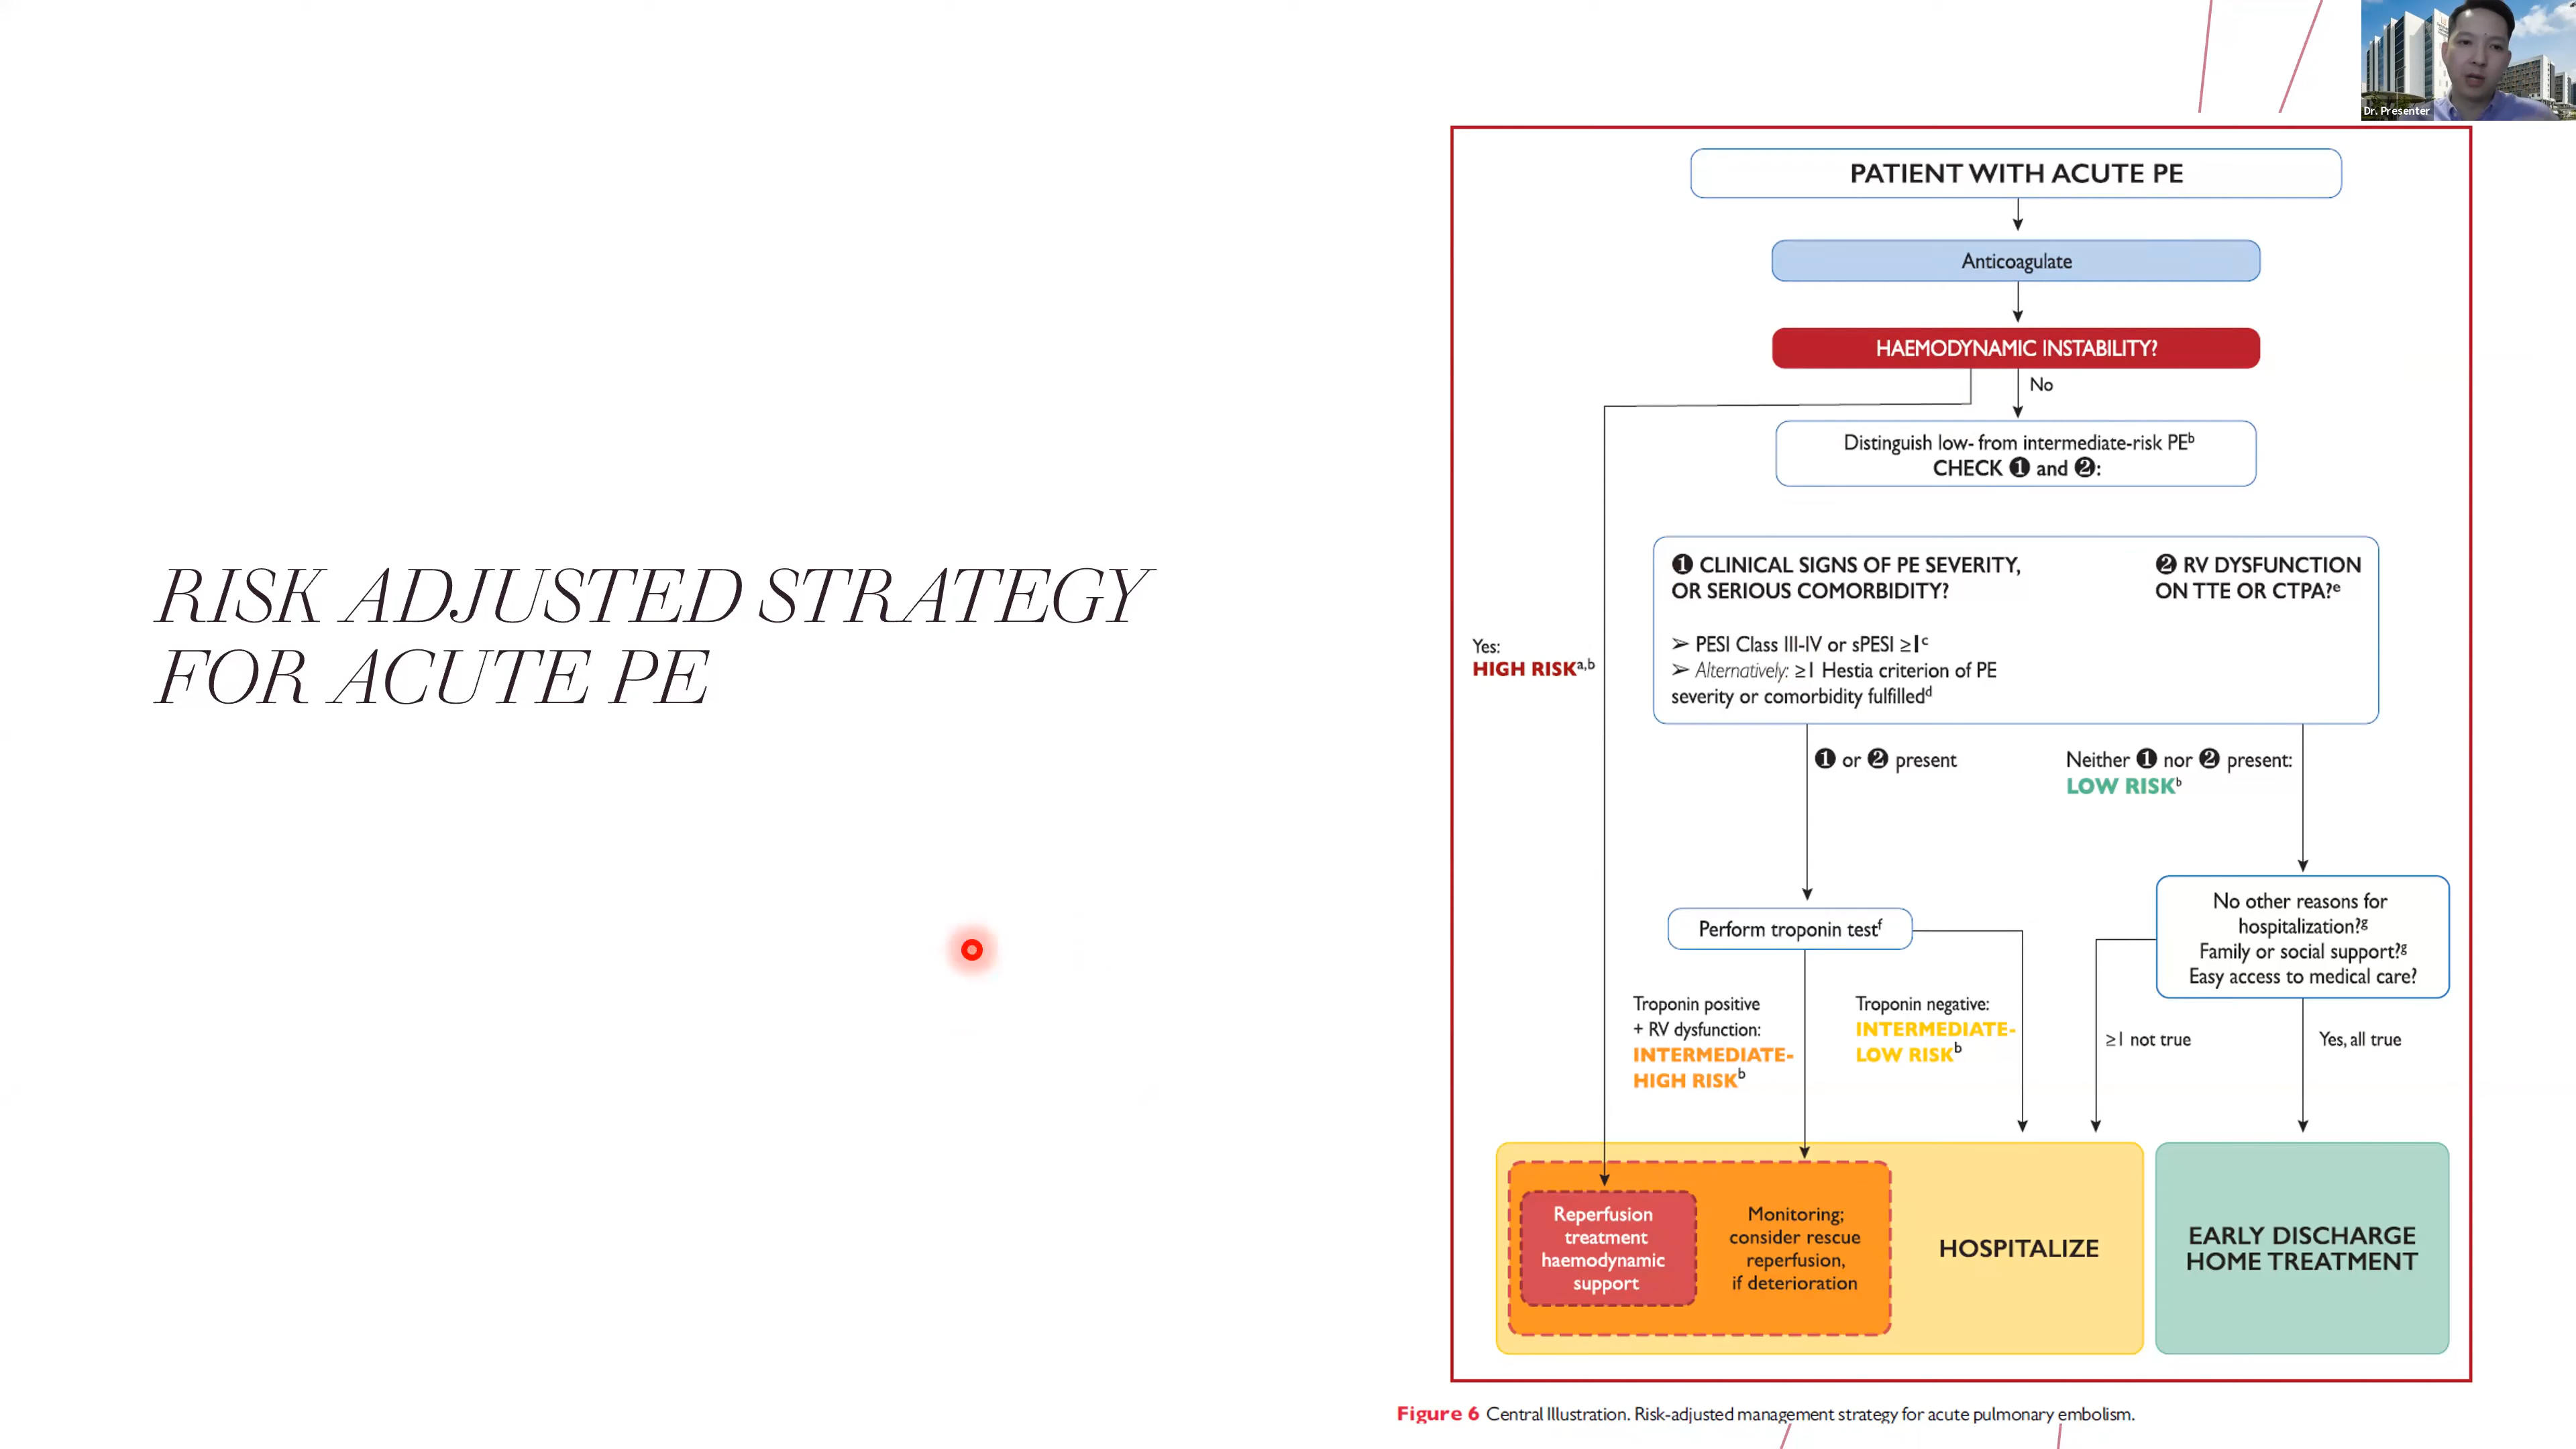 Dr. Presenter
RISK ADJUSTED STRATEGY
FOR ACUTE PE
PATIENT WITH ACUTE PE
Anticoagulate
HAEMODYNAMIC INSTABILITY?
No
Distinguish low- from intermediate-risk PEᵇ
CHECK ❶ and ❷:
❶ CLINICAL SIGNS OF PE SEVERITY,
OR SERIOUS COMORBIDITY?
➢ PESI Class III-IV or sPESI ≥Iᶜ
➢ Alternatively: ≥I Hestia criterion of PE
severity or comorbidity fulfilledᵈ
❷ RV DYSFUNCTION
ON TTE OR CTPA?ᵉ
Yes:
HIGH RISKᵃ,ᵇ
❶ or ❷ present
Neither ❶ nor ❷ present:
LOW RISKᵇ
Perform troponin testᶠ
No other reasons for
hospitalization?ᵍ
Family or social support?ᵍ
Easy access to medical care?
Troponin positive
+ RV dysfunction:
INTERMEDIATE-
HIGH RISKᵇ
Troponin negative:
INTERMEDIATE-
LOW RISKᵇ
≥I not true
Yes, all true
Reperfusion
treatment
haemodynamic
support
Monitoring;
consider rescue
reperfusion,
if deterioration
HOSPITALIZE
EARLY DISCHARGE
HOME TREATMENT
Figure 6 Central Illustration. Risk-adjusted management strategy for acute pulmonary embolism.